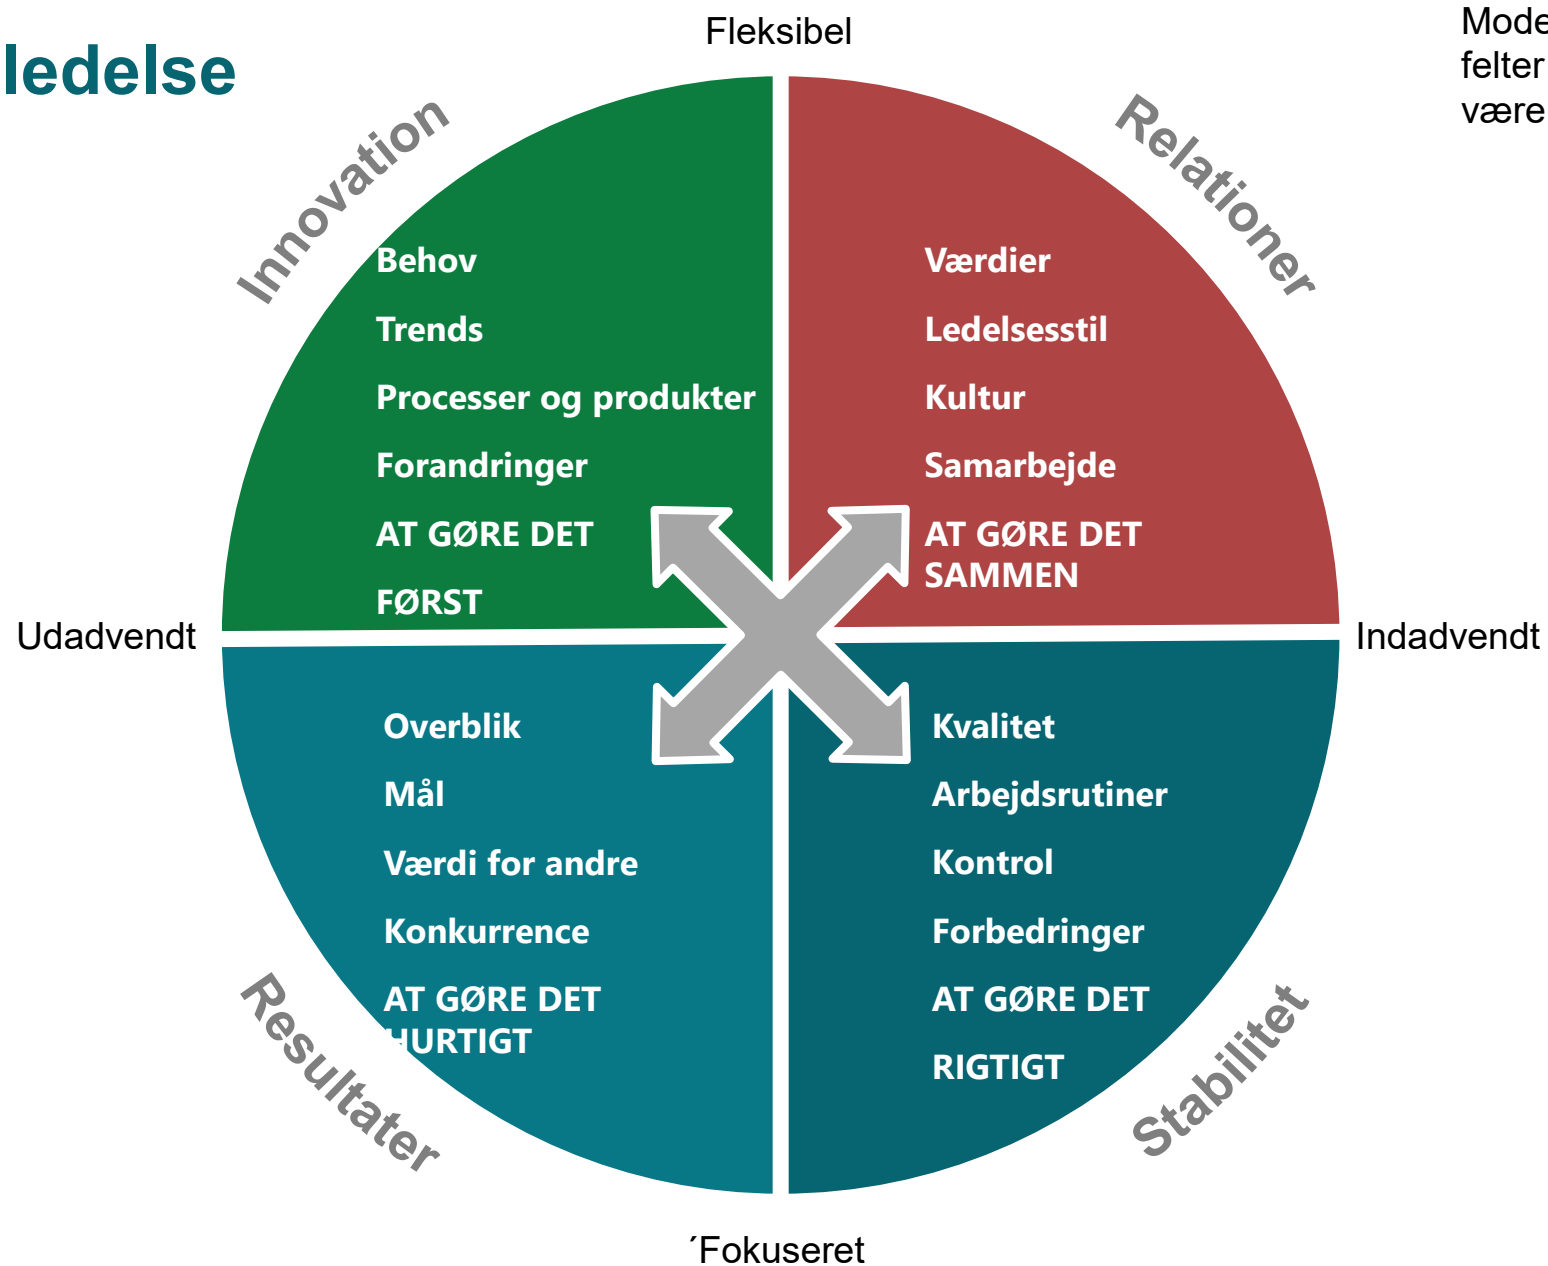 ledelse
Fleksibel
felter
være
Innovation
Relationer
Behov
Trends
Processer og produkter
Forandringer
AT GØRE DET
FØRST
Værdier
Ledelsesstil
Kultur
Samarbejde
AT GØRE DET
SAMMEN
Udadvendt
Indadvendt
Overblik
Mål
Værdi for andre
Konkurrence
AT GØRE DET
HURTIGT
Kvalitet
Arbejdsrutiner
Kontrol
Forbedringer
AT GØRE DET
RIGTIGT
Resultater
Stabilitet
´Fokuseret